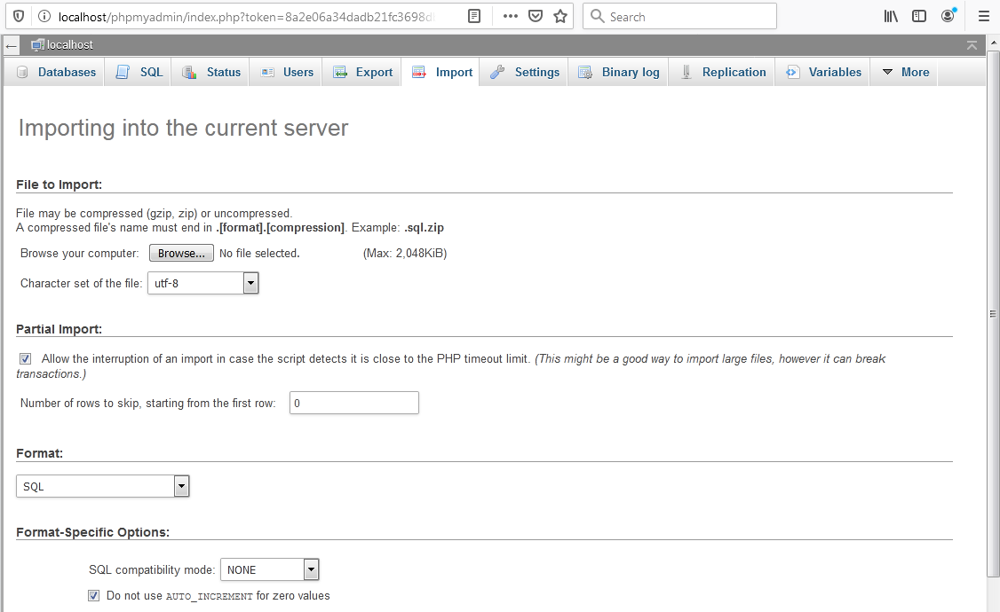 localhost/phpmyadmin/index.php?token=8a2e06a34dadb21fc3698d
Search
localhost
Databases SQL Status Users Export Import Settings Binary log Replication Variables More
Importing into the current server
File to Import:
File may be compressed (gzip, zip) or uncompressed.
A compressed file's name must end in .[format].[compression]. Example: .sql.zip
Browse your computer: Browse... No file selected. (Max: 2,048KiB)
Character set of the file: utf-8
Partial Import:
Allow the interruption of an import in case the script detects it is close to the PHP timeout limit. (This might be a good way to import large files, however it can break
transactions.)
Number of rows to skip, starting from the first row: 0
Format:
SQL
Format-Specific Options:
SQL compatibility mode: NONE
Do not use AUTO_INCREMENT for zero values